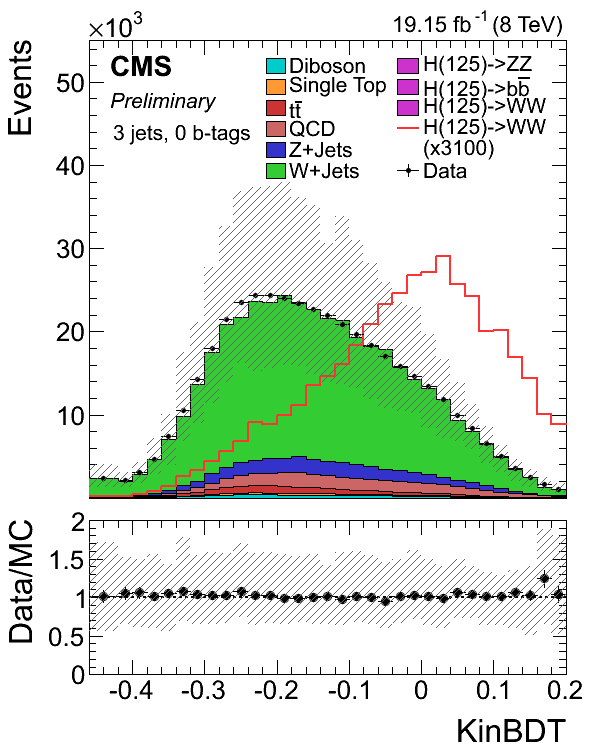 ×10³ 19.15 fb⁻¹ (8 TeV)
Events
50
40
30
20
10
CMS
Preliminary
3 jets, 0 b-tags
Diboson
Single Top
tt̅
QCD
Z+Jets
W+Jets
H(125)->ZZ
H(125)->bb̅
H(125)->WW
H(125)->WW
(x3100)
Data
Data/MC
2
1.5
1
0.5
0
-0.4 -0.3 -0.2 -0.1 0 0.1 0.2
KinBDT